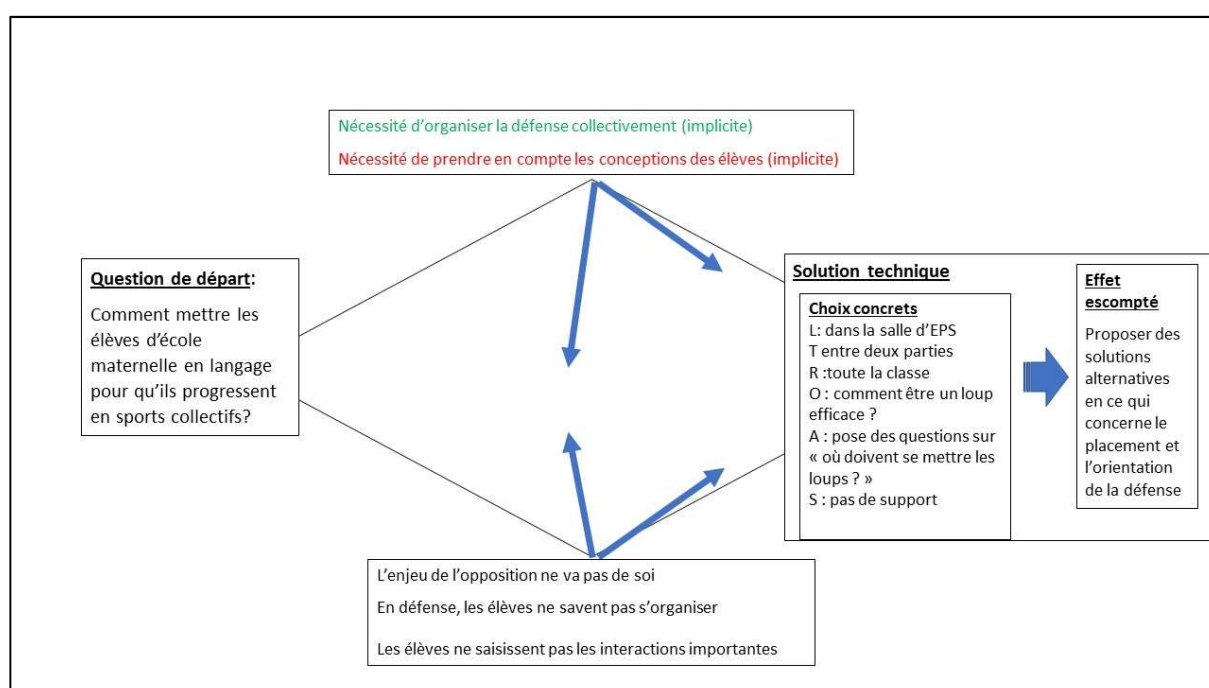 Nécessité d'organiser la défense collectivement (implicite)
Nécessité de prendre en compte les conceptions des élèves (implicite)
Question de départ:
Comment mettre les
élèves d'école
maternelle en langage
pour qu'ils progressent
en sports collectifs?
Solution technique
Choix concrets
L: dans la salle d'EPS
T entre deux parties
R :toute la classe
O : comment être un loup
efficace ?
A : pose des questions sur
« où doivent se mettre les
loups ? »
S : pas de support
Effet
escompté
Proposer des
solutions
alternatives
en ce qui
concerne le
placement et
l'orientation
de la défense
L'enjeu de l'opposition ne va pas de soi
En défense, les élèves ne savent pas s'organiser
Les élèves ne saisissent pas les interactions importantes